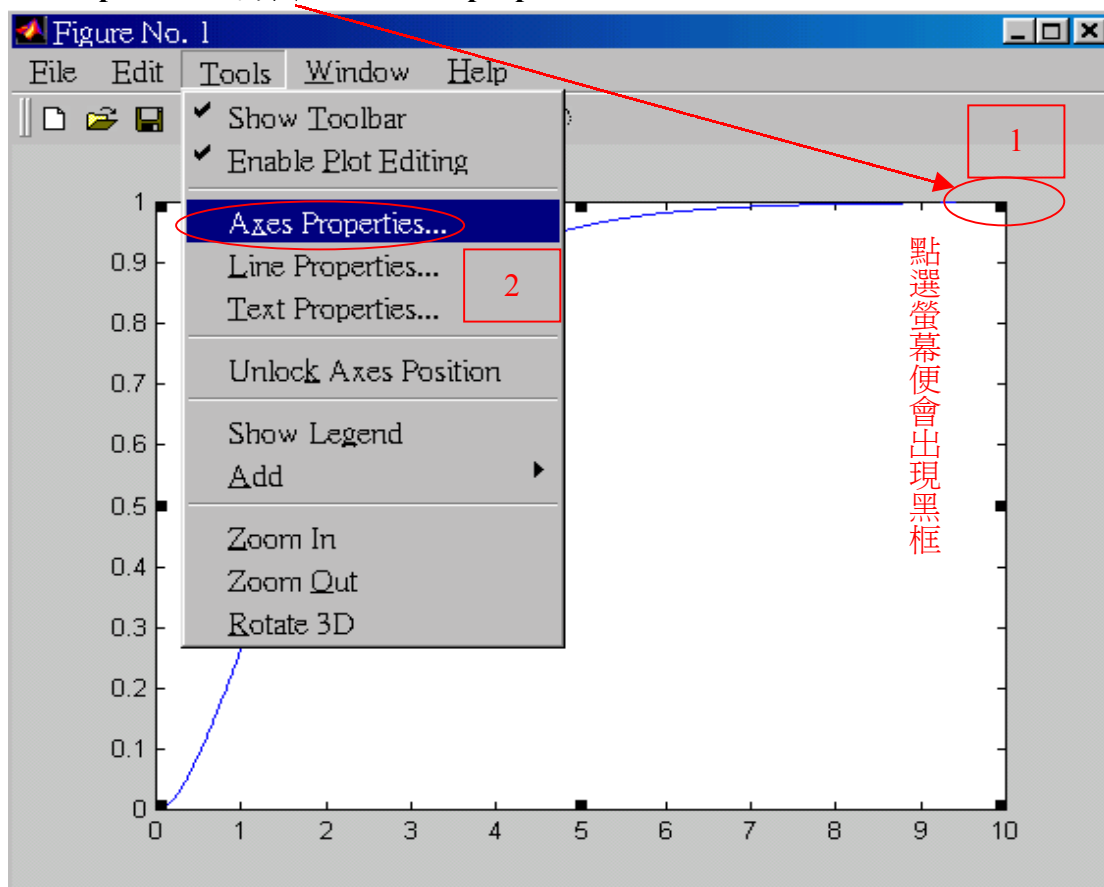 Figure No. 1
File Edit Tools Window Help
Show Toolbar
Enable Plot Editing
Axes Properties...
Line Properties...
Text Properties...
Unlock Axes Position
Show Legend
Add
Zoom In
Zoom Out
Rotate 3D
1
2
點選螢幕便會出現黑框
1
0.9
0.8
0.7
0.6
0.5
0.4
0.3
0.2
0.1
0
0 1 2 3 4 5 6 7 8 9 10